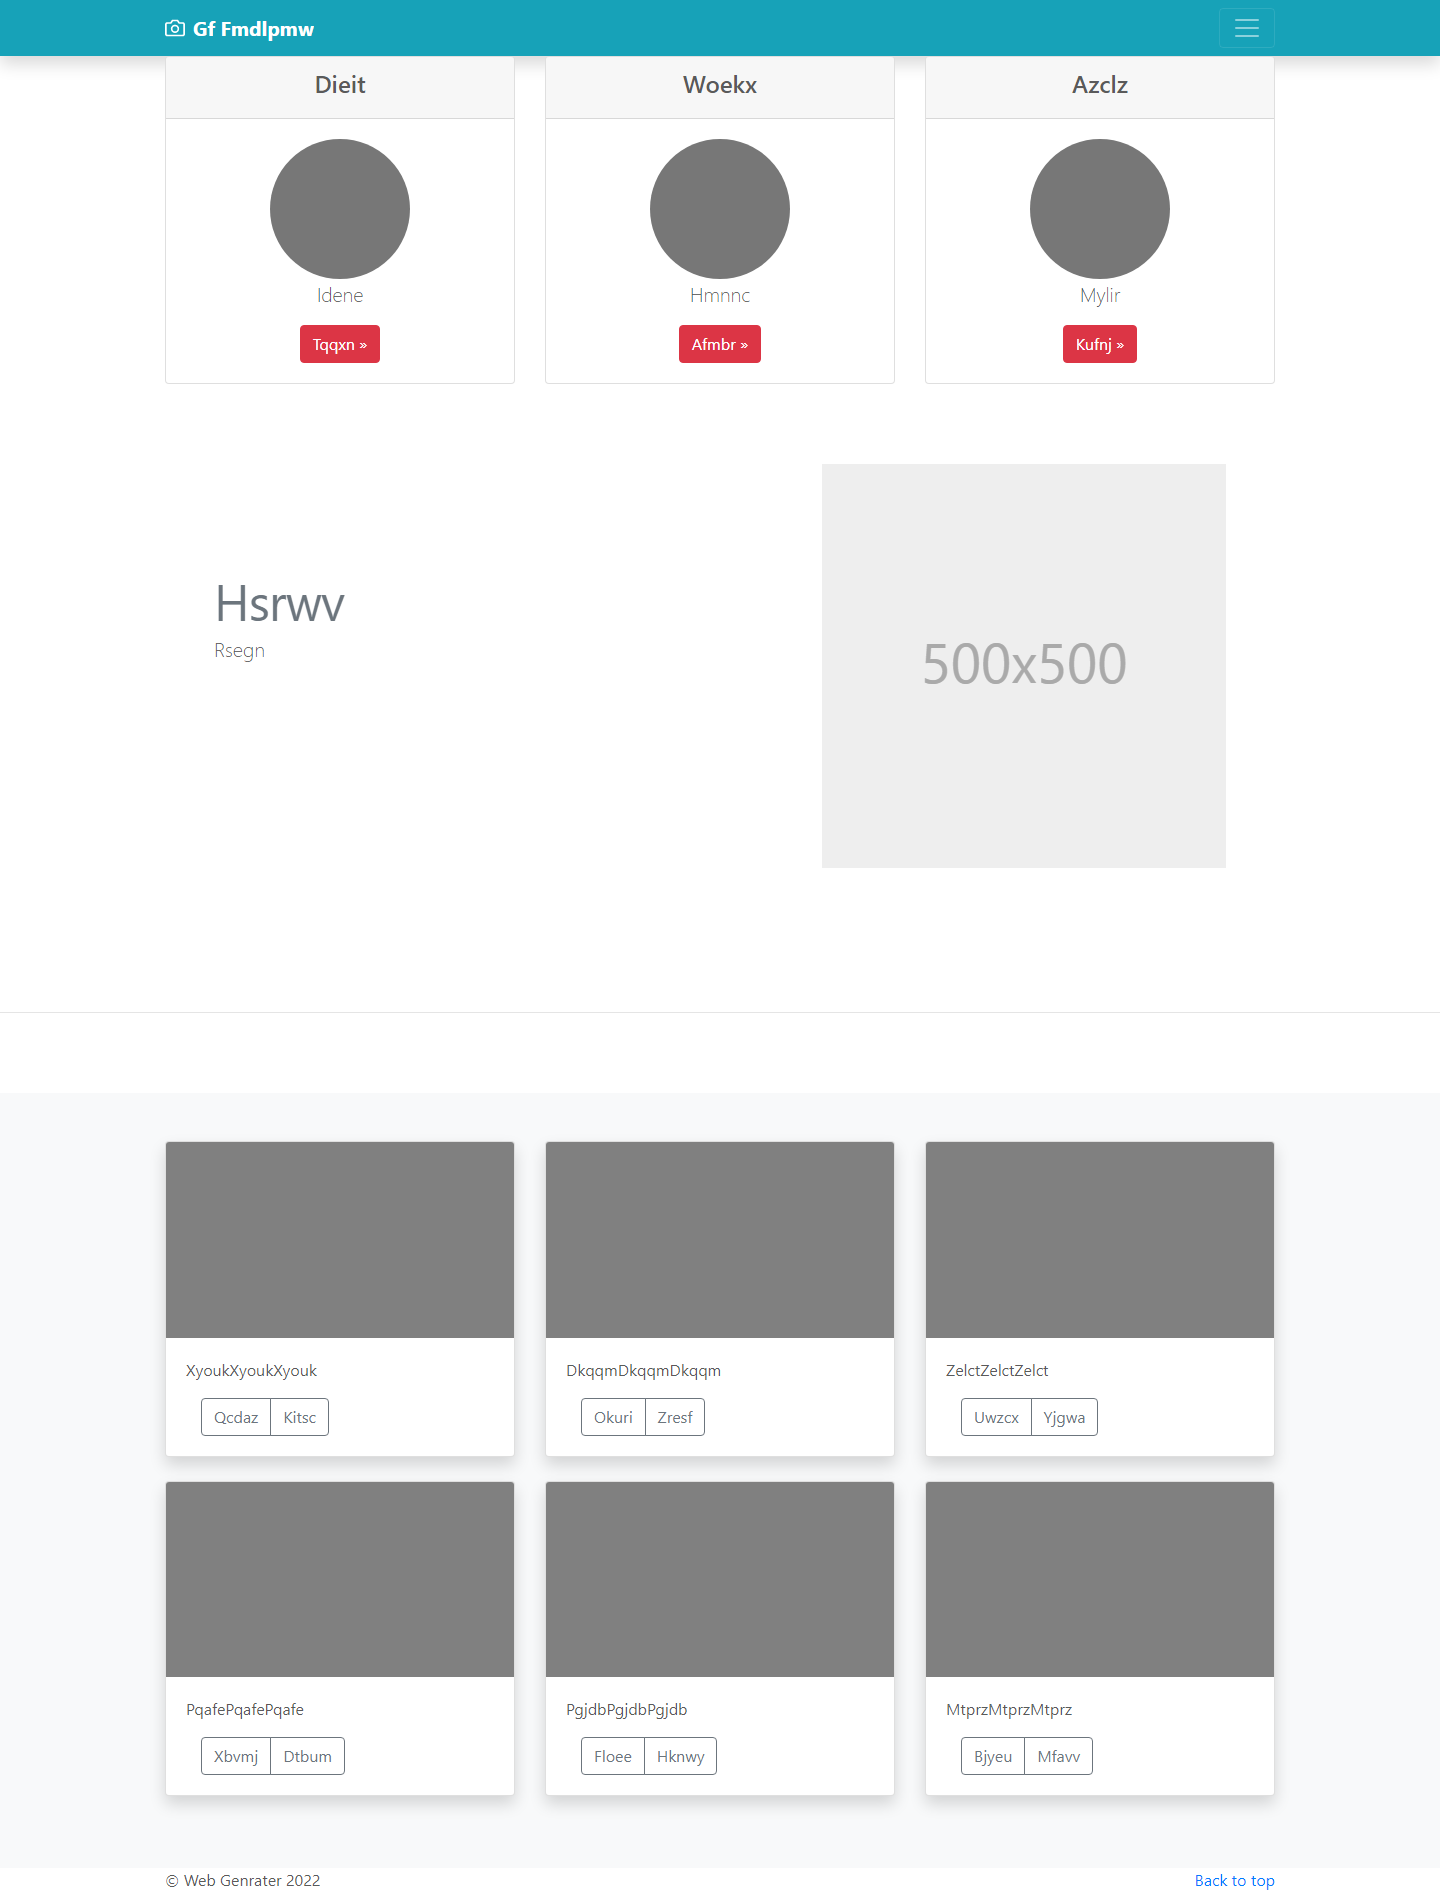 Gf Fmdlpmw
Dieit
Woekx
Azclz
Idene
Hmnnc
Mylir
Tqqxn »
Afmbr »
Kufnj »
Hsrwv
Rsegn
500x500
XyoukXyoukXyouk
DkqqmDkqqmDkqqm
ZelctZelctZelct
Qcdaz Kitsc
Okuri Zresf
Uwzcx Yjgwa
PqafePqafePqafe
PgjdbPgjdbPgjdb
MtprzMtprzMtprz
Xbvmj Dtbum
Floee Hknwy
Bjyeu Mfavv
© Web Genrater 2022
Back to top